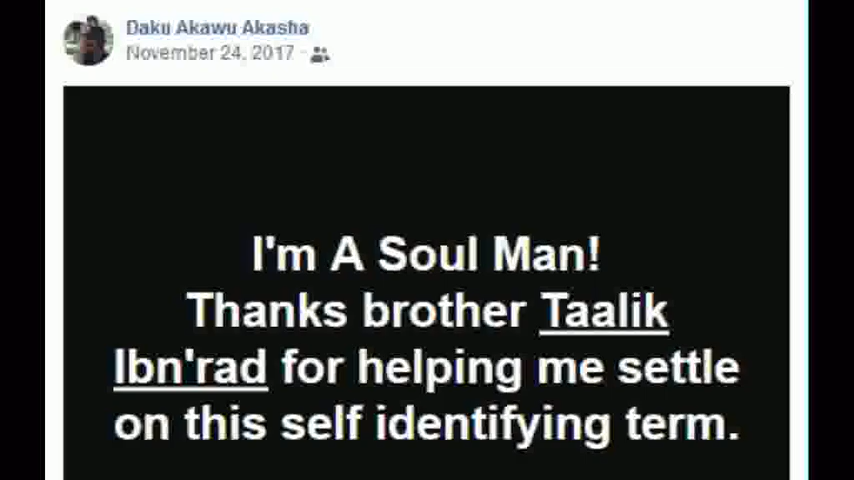 Daku Akawu Akasha
November 24, 2017 ·
I'm A Soul Man!
Thanks brother Taalik
Ibn'rad for helping me settle
on this self identifying term.